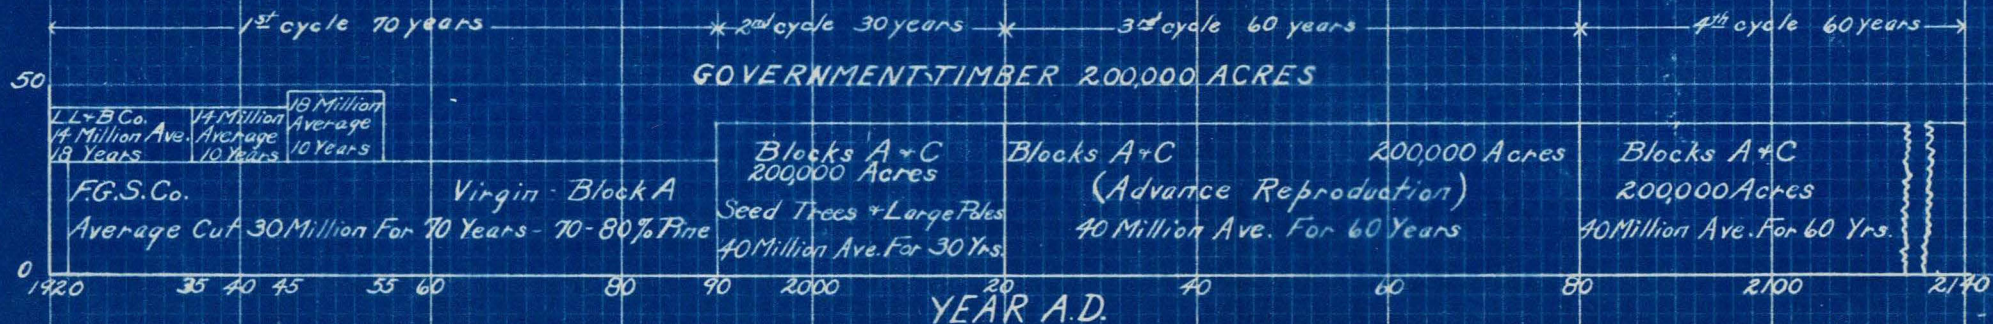 1st cycle 70 years 2nd cycle 30 years 3rd cycle 60 years 4th cycle 60 years
50
GOVERNMENT TIMBER 200,000 ACRES
LL+B Co.
14 Million Ave.
18 Years
14 Million
Average
10 Years
18 Million
Average
10 Years
F.G.S.Co. Virgin - Block A
Average Cut 30 Million For 70 Years - 70-80% Pine
Blocks A + C
200,000 Acres
Seed Trees + Large Poles
40 Million Ave. For 30 Yrs.
Blocks A+C 200,000 Acres
(Advance Reproduction)
40 Million Ave. For 60 Years
Blocks A+C
200,000 Acres
40 Million Ave. For 60 Yrs.
0
1920 35 40 45 55 60 80 90 2000 20 40 60 80 2100 2140
YEAR A.D.